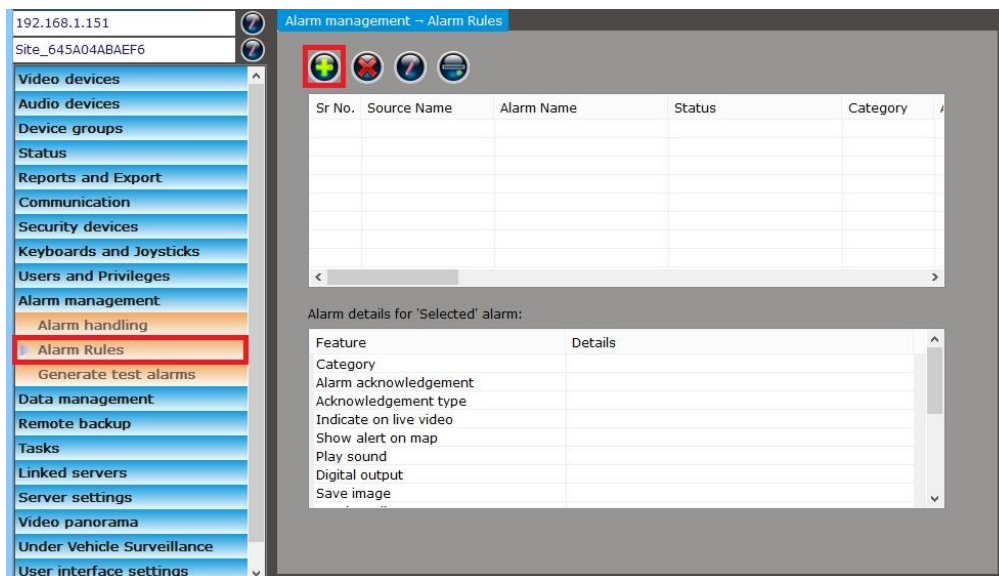 192.168.1.151
Site_645A04ABAEF6
Video devices
Audio devices
Device groups
Status
Reports and Export
Communication
Security devices
Keyboards and Joysticks
Users and Privileges
Alarm management
Alarm handling
Alarm Rules
Generate test alarms
Data management
Remote backup
Tasks
Linked servers
Server settings
Video panorama
Under Vehicle Surveillance
User interface settings
Alarm management → Alarm Rules
Sr No. Source Name Alarm Name Status Category
Alarm details for 'Selected' alarm:
Feature Details
Category
Alarm acknowledgement
Acknowledgement type
Indicate on live video
Show alert on map
Play sound
Digital output
Save image